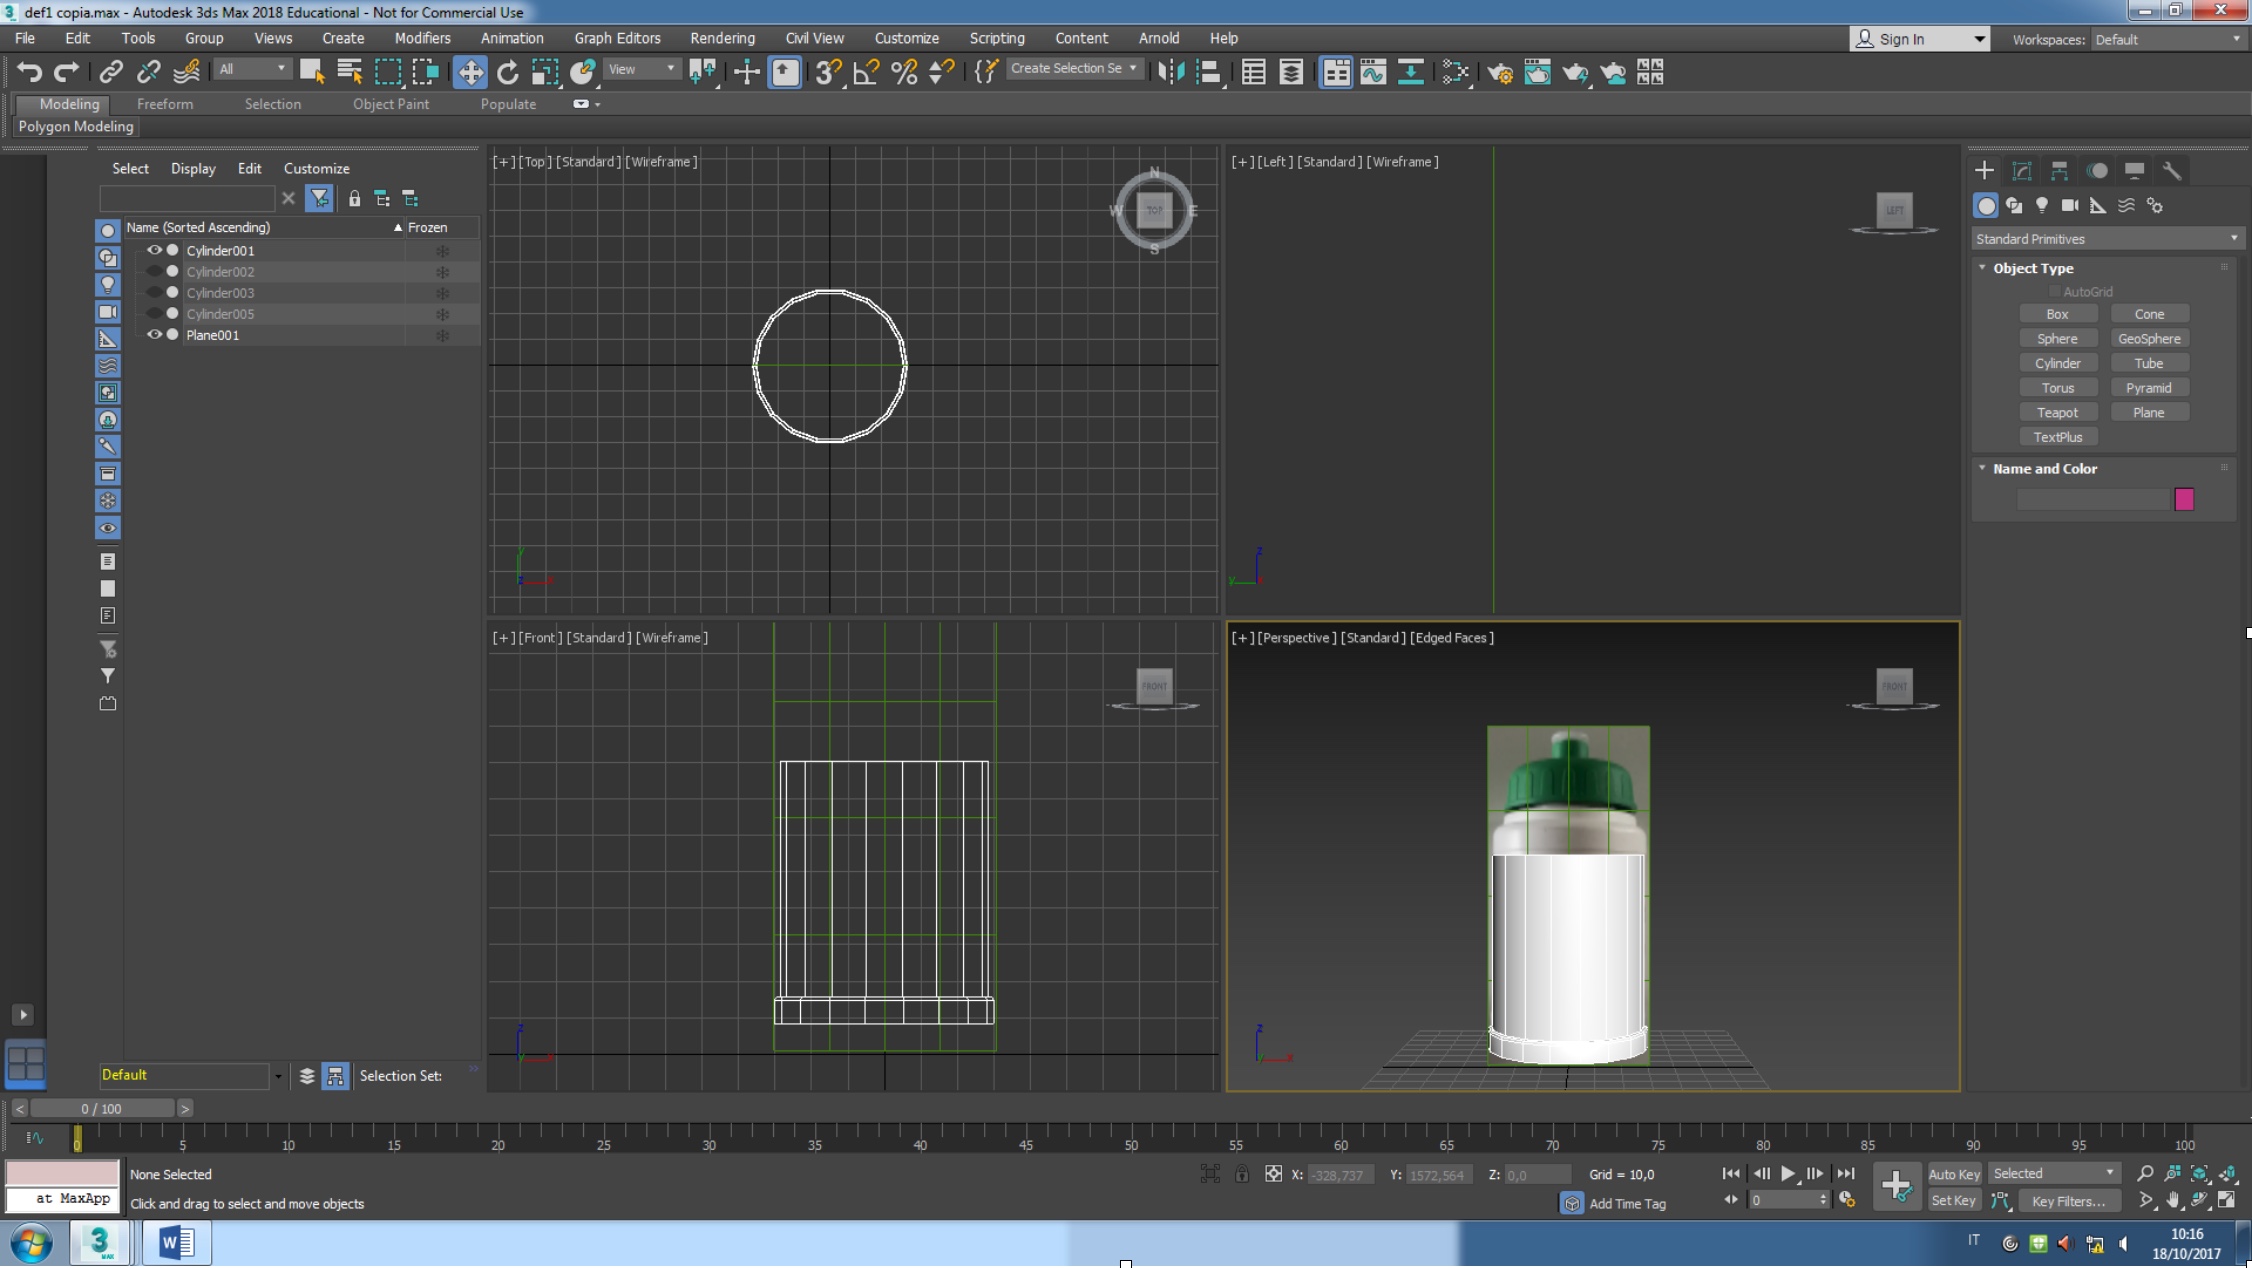 def1 copia.max - Autodesk 3ds Max 2018 Educational - Not for Commercial Use
File Edit Tools Group Views Create Modifiers Animation Graph Editors Rendering Civil View Customize Scripting Content Arnold Help Sign In Workspaces: Default
All View Create Selection Se
Modeling Freeform Selection Object Paint Populate
Polygon Modeling
Select Display Edit Customize
Name (Sorted Ascending) Frozen
Cylinder001
Cylinder002
Cylinder003
Cylinder005
Plane001
Default Selection Set:
[+] [Top] [Standard] [Wireframe]
N
W TOP E
S
y
z x
[+] [Left] [Standard] [Wireframe]
LEFT
z
y
[+] [Front] [Standard] [Wireframe]
FRONT
z
y x
[+] [Perspective] [Standard] [Edged Faces]
FRONT
z
y x
Standard Primitives
Object Type
AutoGrid
Box Cone
Sphere GeoSphere
Cylinder Tube
Torus Pyramid
Teapot Plane
TextPlus
Name and Color
< 0 / 100 >
0 5 10 15 20 25 30 35 40 45 50 55 60 65 70 75 80 85 90 95 100
None Selected X: -328,737 Y: 1572,564 Z: 0,0 Grid = 10,0 Auto Key Selected
at MaxApp Click and drag to select and move objects Add Time Tag 0 Set Key Key Filters...
3 MAX W IT 10:16
18/10/2017